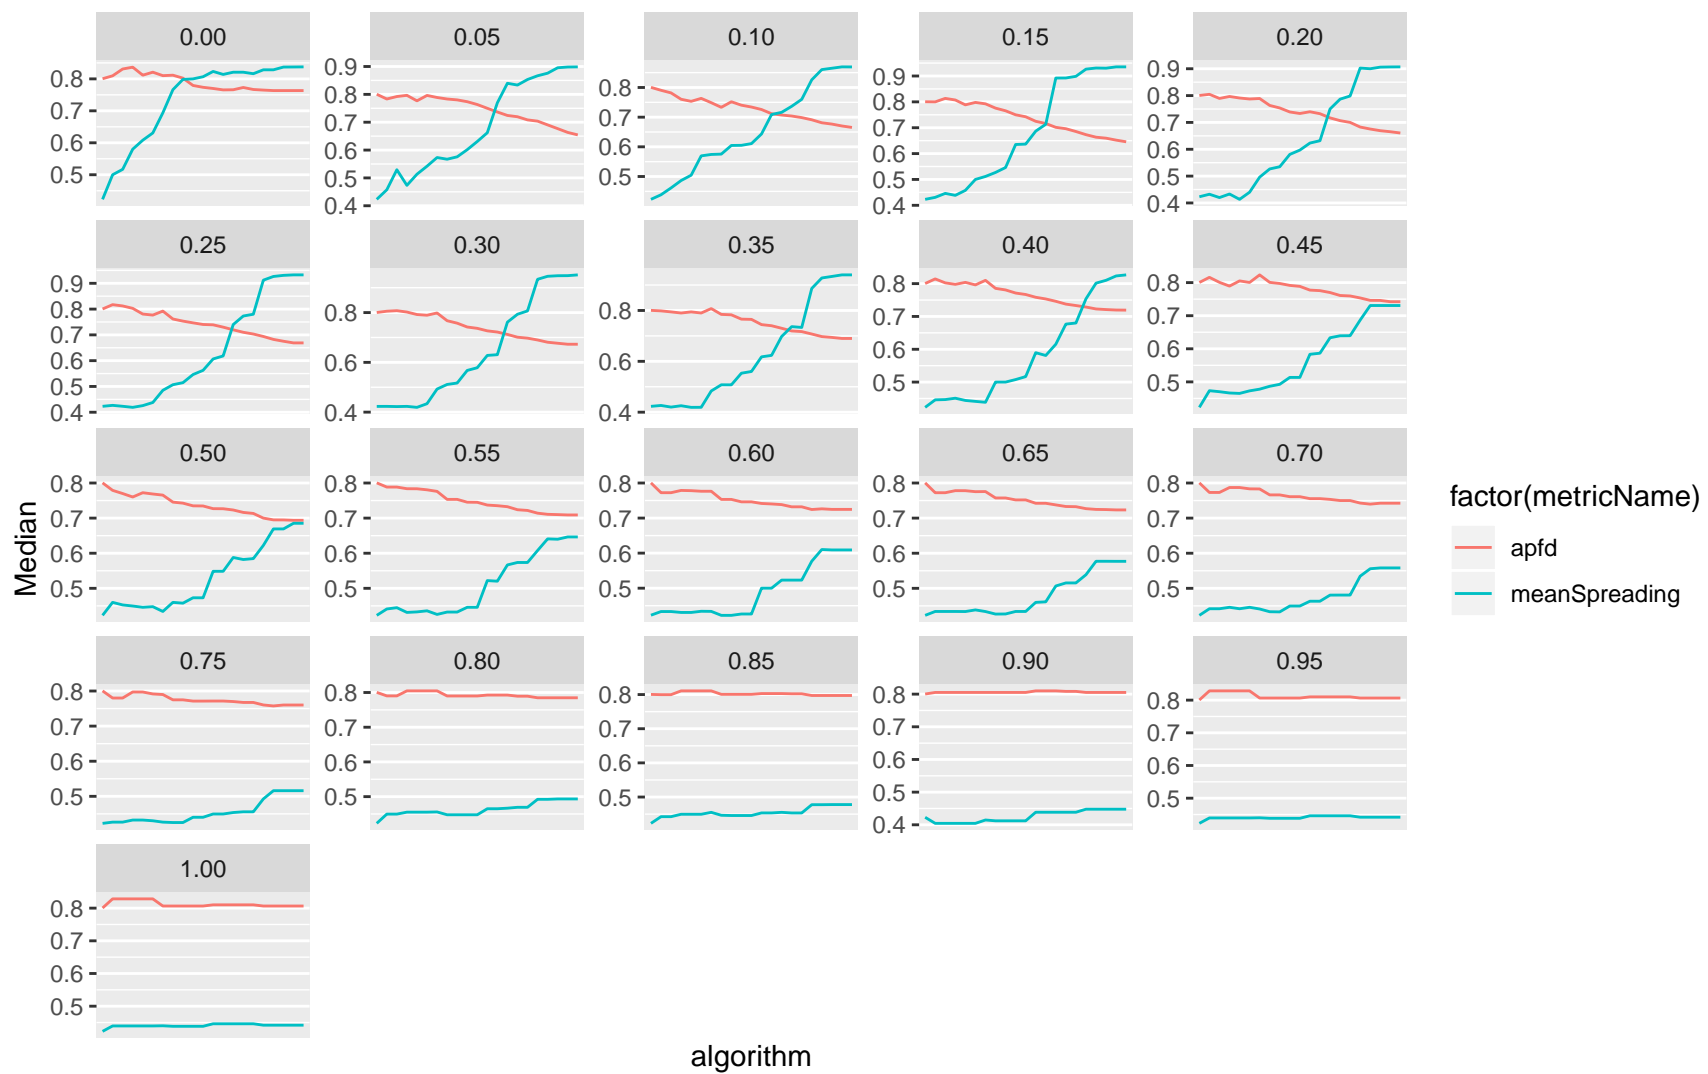 0.00 0.05 0.10 0.15 0.20
0.8 0.7 0.6 0.5
0.9 0.8 0.7 0.6 0.5 0.4
0.8 0.7 0.6 0.5
0.9 0.8 0.7 0.6 0.5 0.4
0.9 0.8 0.7 0.6 0.5 0.4
0.25 0.30 0.35 0.40 0.45
0.9 0.8 0.7 0.6 0.5 0.4
0.8 0.6 0.4
0.8 0.6 0.4
0.8 0.7 0.6 0.5
0.8 0.7 0.6 0.5
0.50 0.55 0.60 0.65 0.70
0.8 0.7 0.6 0.5
0.8 0.7 0.6 0.5
0.8 0.7 0.6 0.5
0.8 0.7 0.6 0.5
0.8 0.7 0.6 0.5
0.75 0.80 0.85 0.90 0.95
0.8 0.7 0.6 0.5
0.8 0.7 0.6 0.5
0.8 0.7 0.6 0.5
0.8 0.7 0.6 0.5 0.4
0.8 0.7 0.6 0.5
1.00
0.8 0.7 0.6 0.5
Median
algorithm
factor(metricName)
apfd
meanSpreading